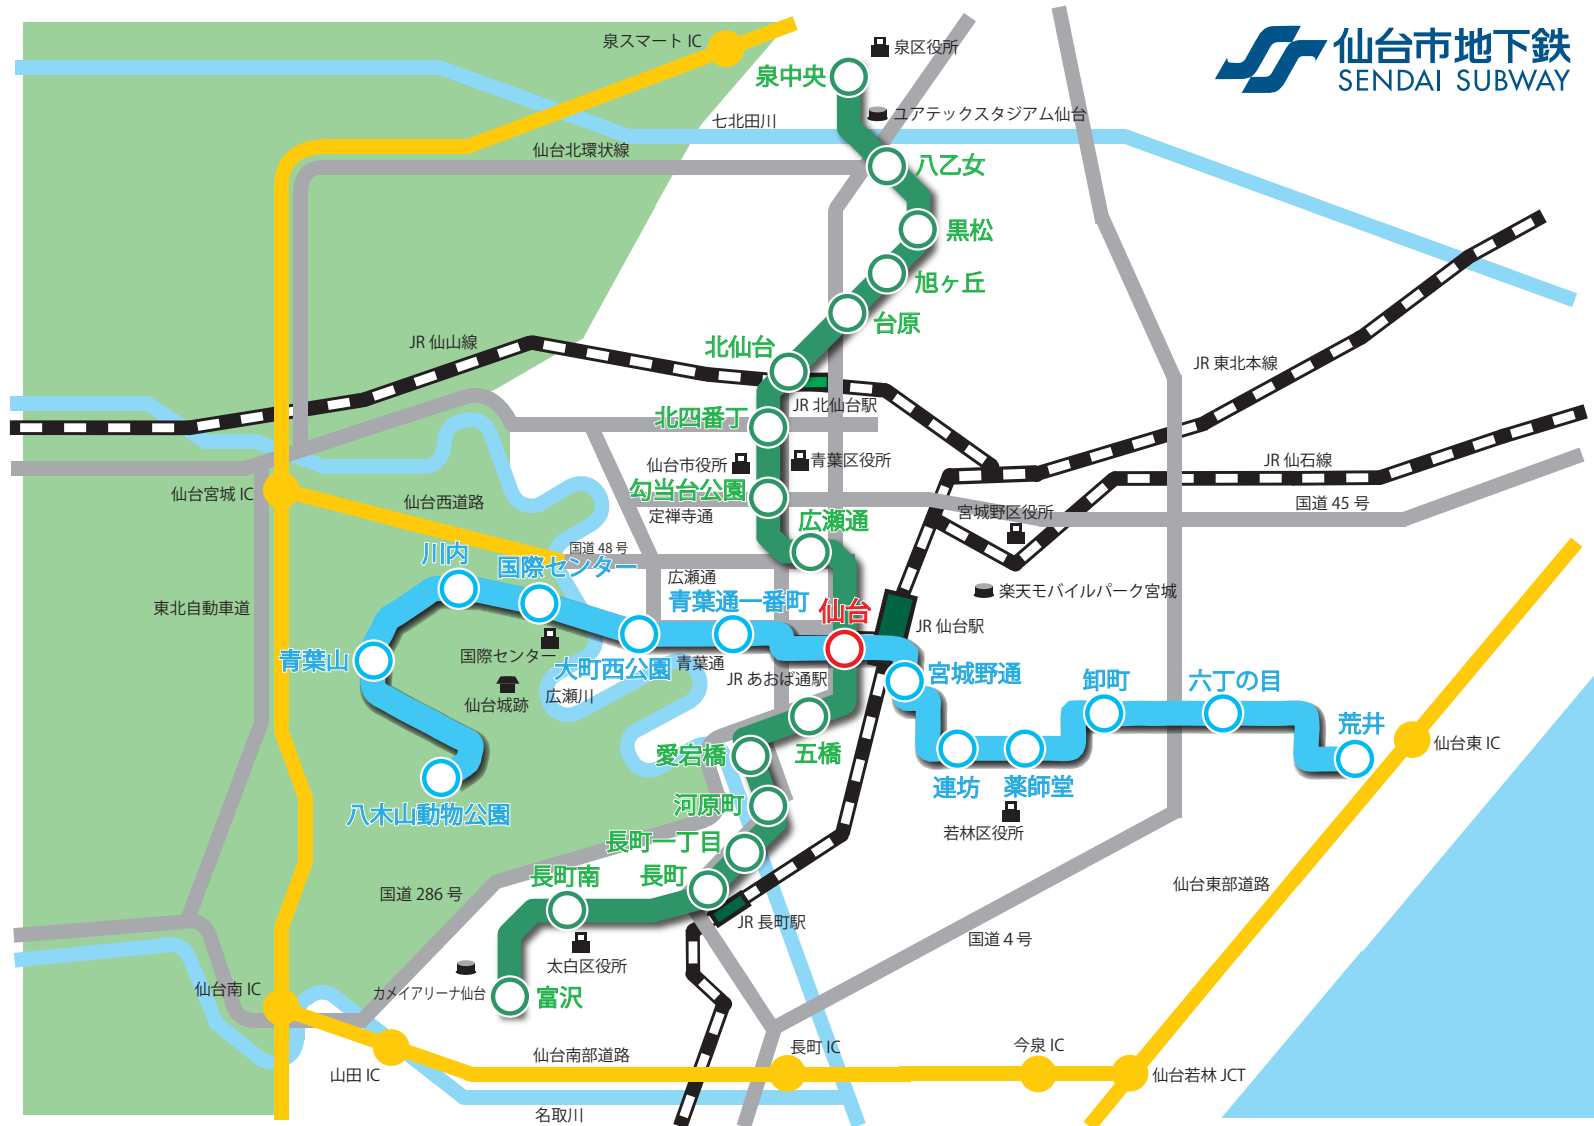 仙台市地下鉄
SENDAI SUBWAY
泉スマート IC
泉区役所
泉中央
ユアテックスタジアム仙台
七北田川
仙台北環状線
八乙女
黒松
旭ヶ丘
台原
北仙台
JR 仙山線
JR 東北本線
JR 北仙台駅
北四番丁
仙台市役所
青葉区役所
JR 仙石線
仙台宮城 IC
仙台西道路
勾当台公園
定禅寺通
国道 45 号
宮城野区役所
広瀬通
国道 48 号
川内
国際センター
広瀬通
楽天モバイルパーク宮城
東北自動車道
青葉通一番町
仙台
JR 仙台駅
青葉山
国際センター
大町西公園
青葉通
JR あおば通駅
宮城野通
卸町
六丁の目
仙台城跡
広瀬川
荒井
仙台東 IC
愛宕橋
五橋
連坊
薬師堂
八木山動物公園
河原町
若林区役所
長町一丁目
長町南
長町
国道 286 号
仙台東部道路
JR 長町駅
国道 4 号
太白区役所
カメイアリーナ仙台
富沢
仙台南 IC
仙台南部道路
長町 IC
今泉 IC
山田 IC
仙台若林 JCT
名取川